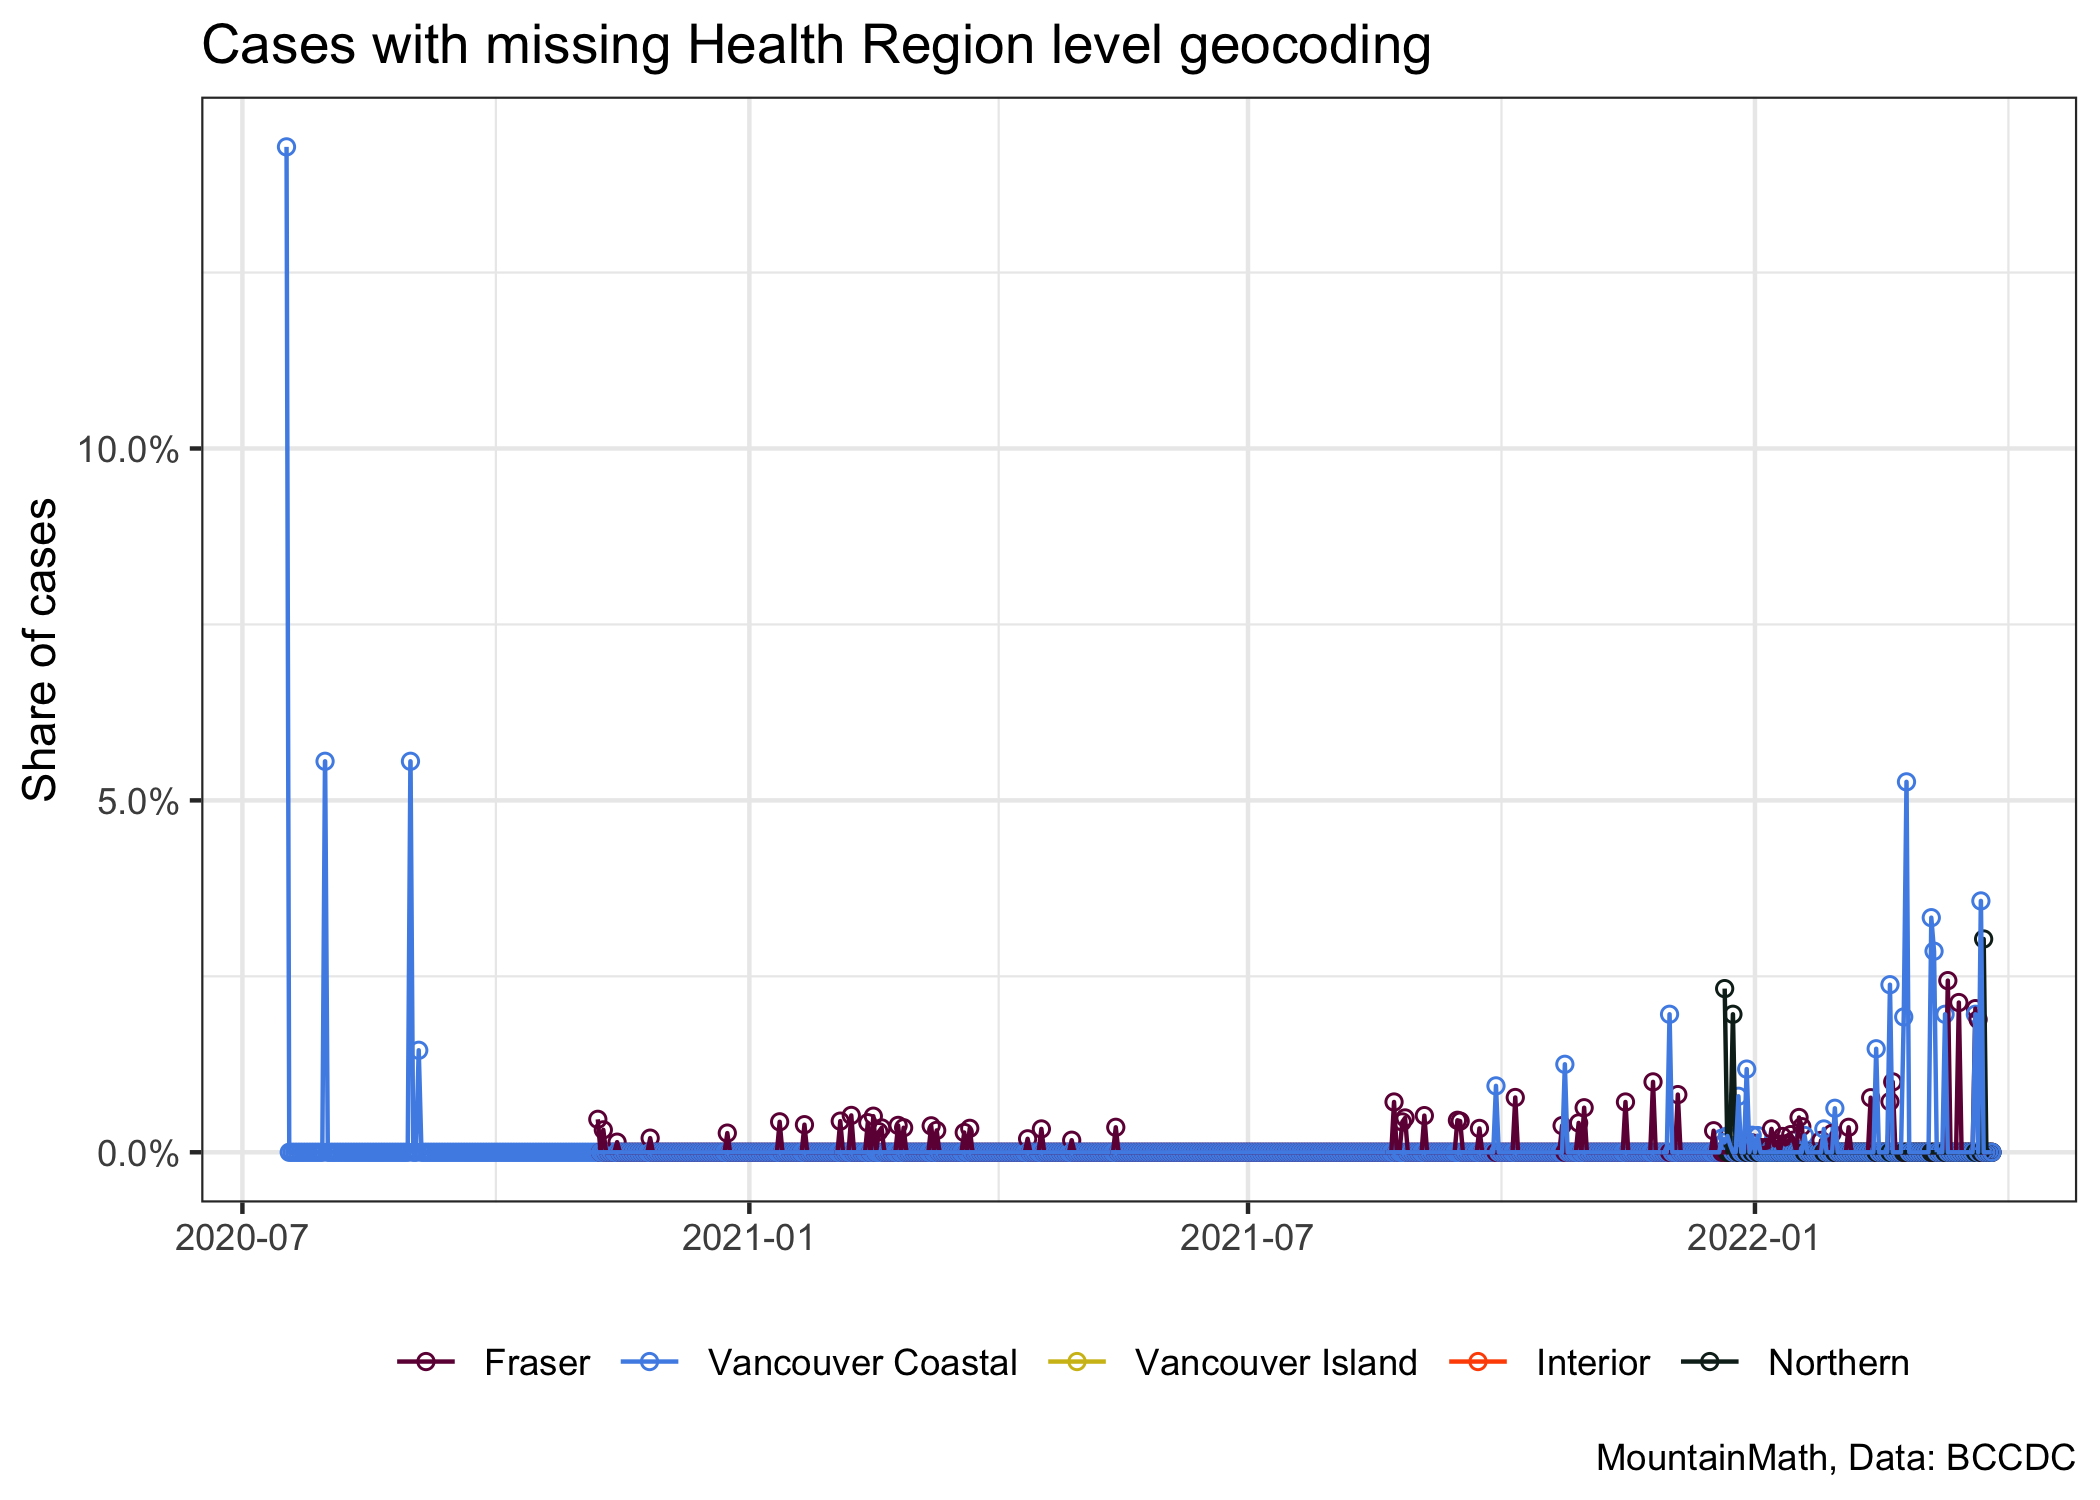 Cases with missing Health Region level geocoding
Share of cases
10.0%
5.0%
0.0%
2020-07 2021-01 2021-07 2022-01
Fraser Vancouver Coastal Vancouver Island Interior Northern
MountainMath, Data: BCCDC